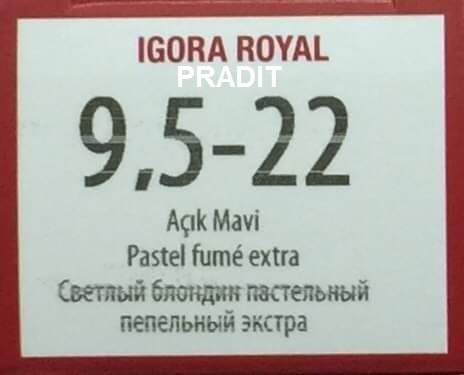 IGORA ROYAL
PRADIT
9,5-22
Açık Mavi
Pastel fumé extra
Светлый блондин пастельный
пепельный экстра